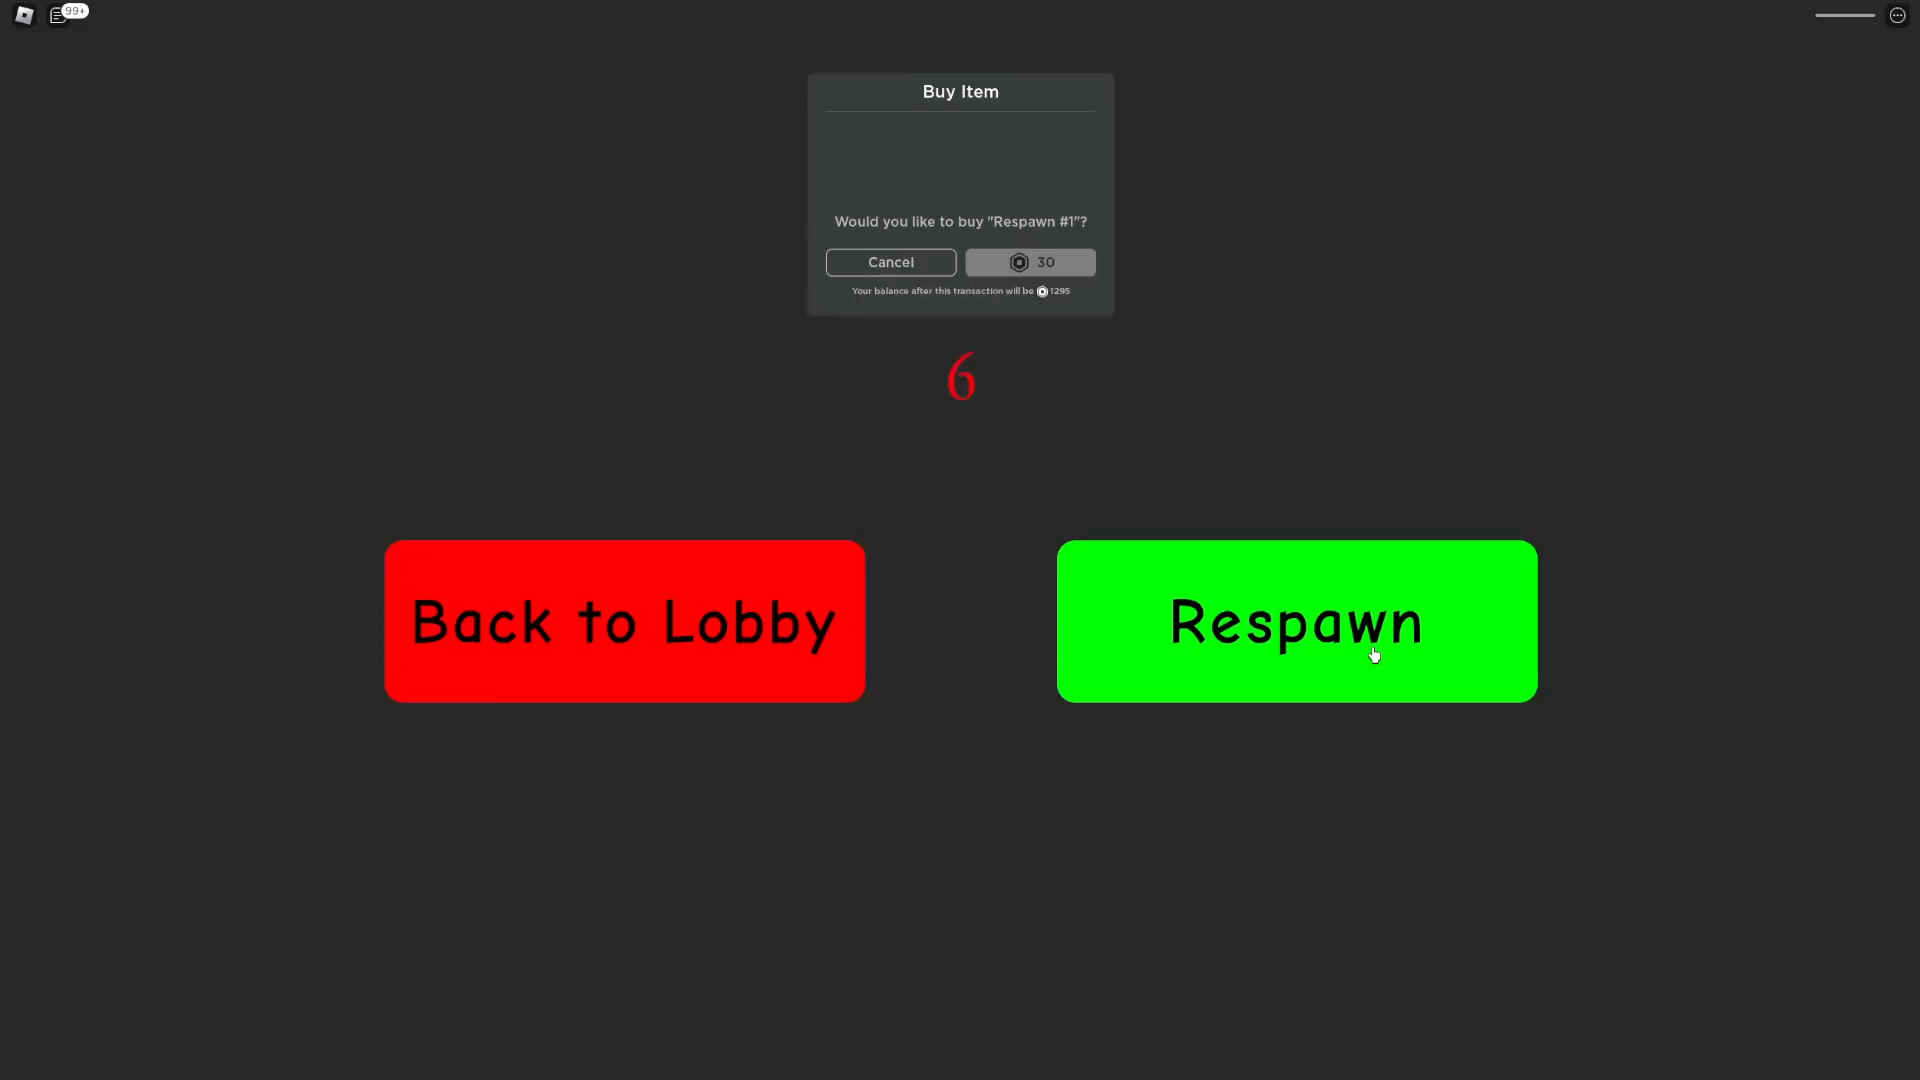 99+
Buy Item
Would you like to buy "Respawn #1"?
Cancel
30
Your balance after this transaction will be 1295
6
Back to Lobby
Respawn